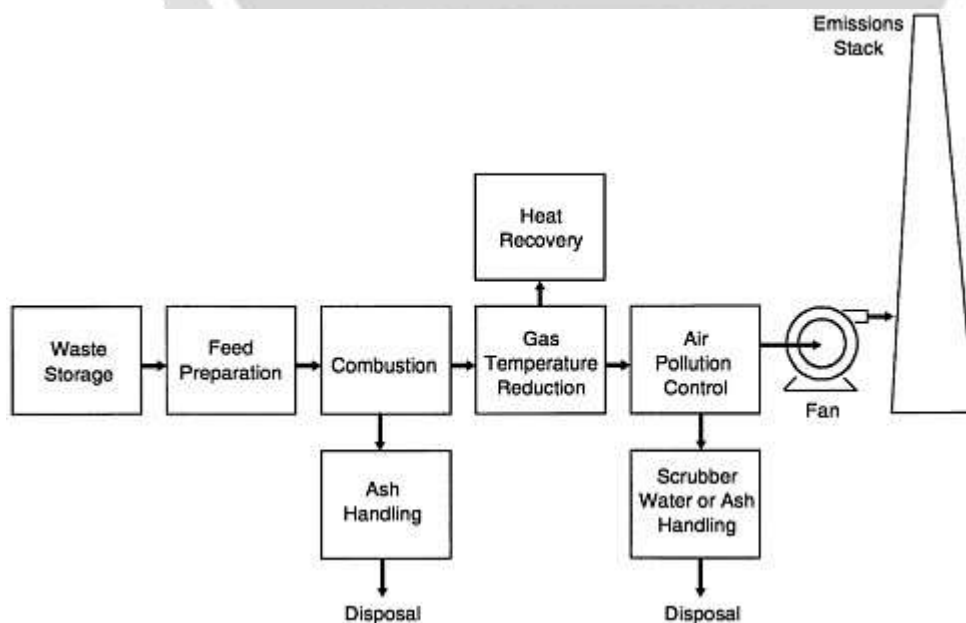 Emissions
Stack
Heat
Recovery
Waste
Storage
Feed
Preparation
Combustion
Gas
Temperature
Reduction
Air
Pollution
Control
Fan
Ash
Handling
Scrubber
Water or Ash
Handling
Disposal
Disposal